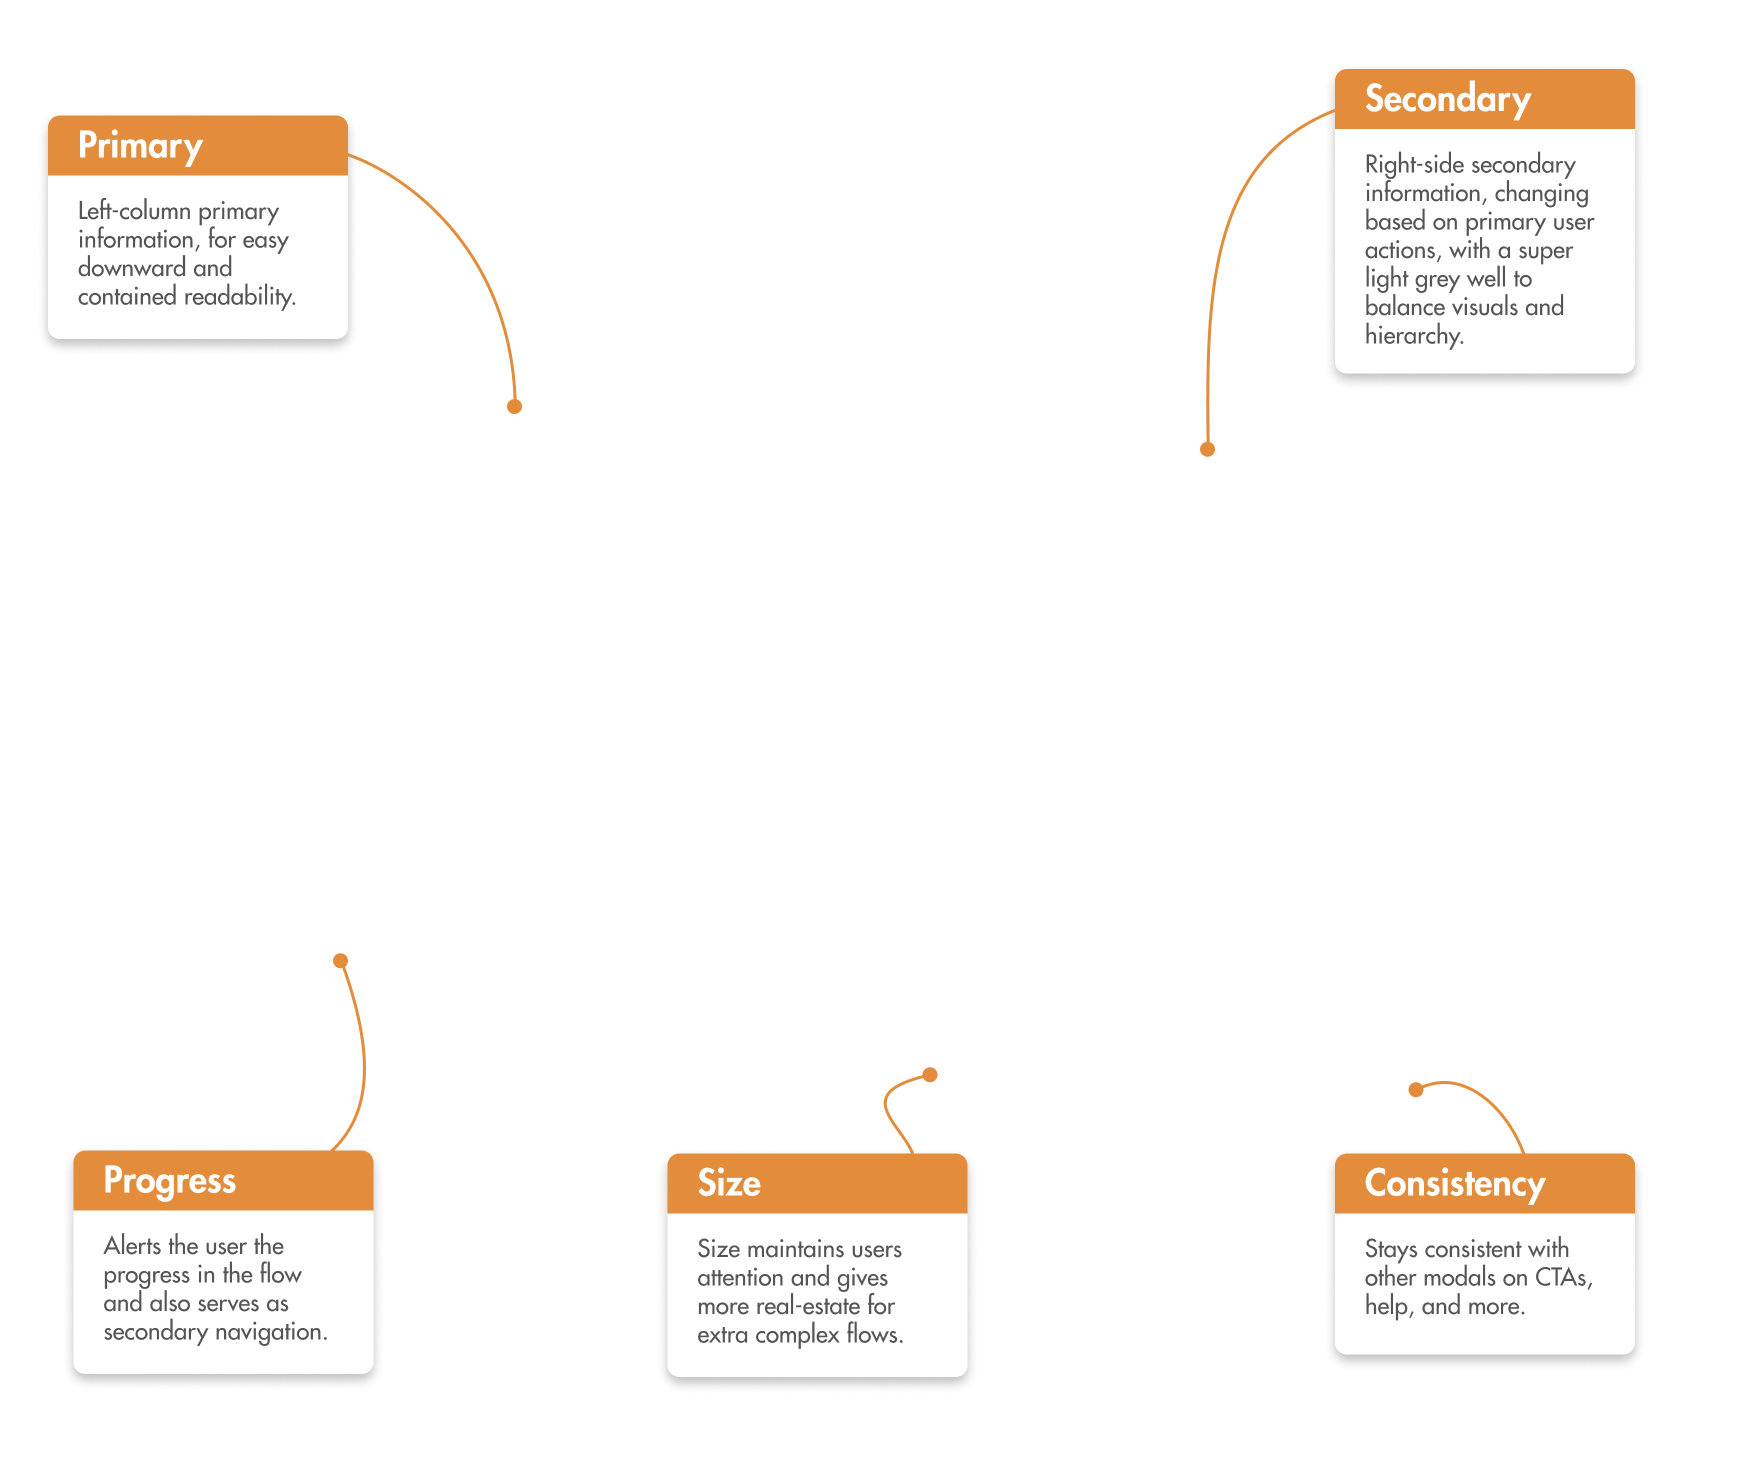 Primary
Left-column primary
information, for easy
downward and
contained readability.
Secondary
Right-side secondary
information, changing
based on primary user
actions, with a super
light grey well to
balance visuals and
hierarchy.
Progress
Alerts the user the
progress in the flow
and also serves as
secondary navigation.
Size
Size maintains users
attention and gives
more real-estate for
extra complex flows.
Consistency
Stays consistent with
other modals on CTAs,
help, and more.